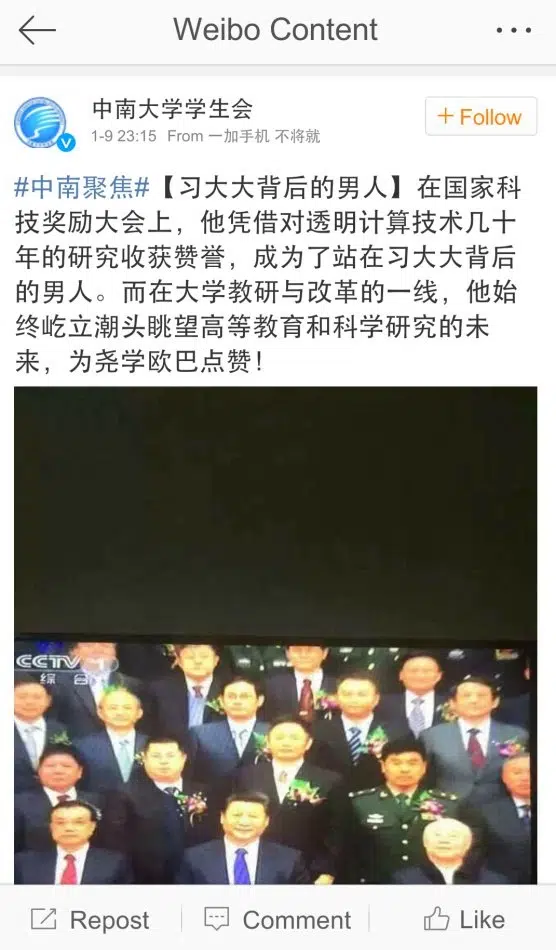 Weibo Content
中南大学学生会
+ Follow
1-9 23:15 From 一加手机 不将就
#中南聚焦#【习大大背后的男人】在国家科
技奖励大会上，他凭借对透明计算技术几十
年的研究收获赞誉，成为了站在习大大背后
的男人。而在大学教研与改革的一线，他始
终屹立潮头眺望高等教育和科学研究的未
来，为尧学欧巴点赞！
CCTV 1
综 合
Repost Comment Like